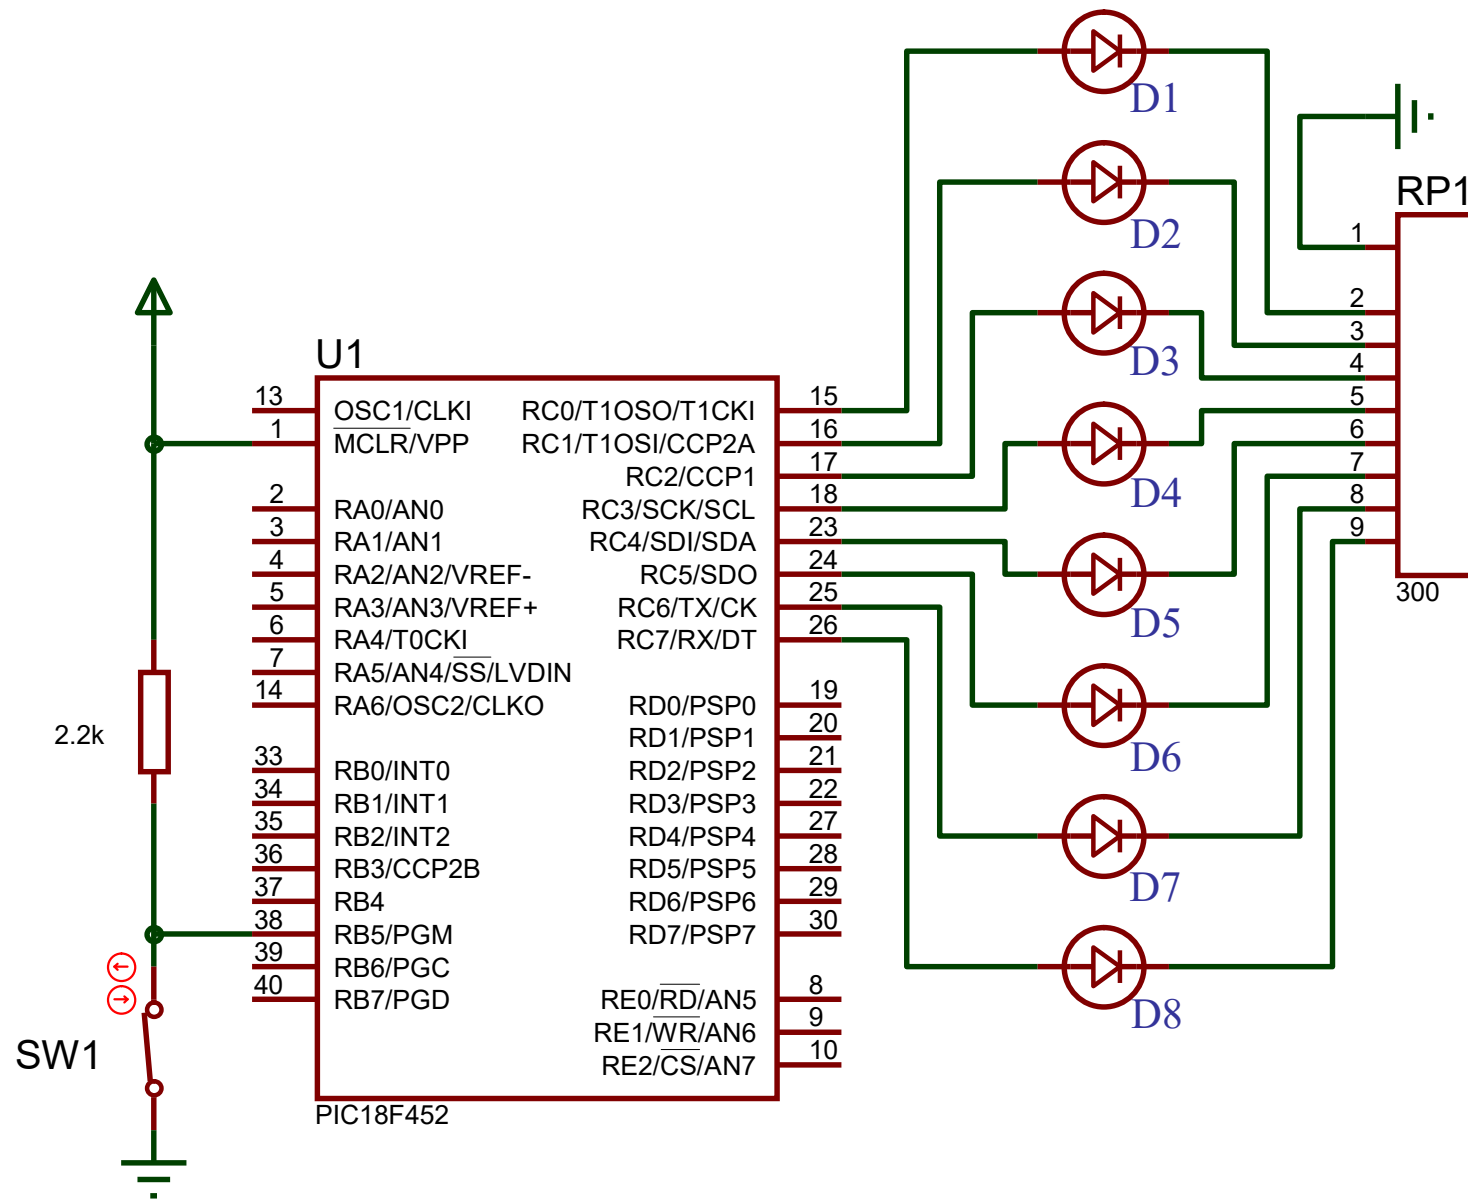 D1
RP1
1
D2
2
3
4
5
6
7
8
9
300
D3
D4
D5
D6
D7
D8
U1
13 OSC1/CLKI RC0/T1OSO/T1CKI 15
1 MCLR/VPP RC1/T1OSI/CCP2A 16
RC2/CCP1 17
2 RA0/AN0 RC3/SCK/SCL 18
3 RA1/AN1 RC4/SDI/SDA 23
4 RA2/AN2/VREF- RC5/SDO 24
5 RA3/AN3/VREF+ RC6/TX/CK 25
6 RA4/T0CKI RC7/RX/DT 26
7 RA5/AN4/SS/LVDIN
14 RA6/OSC2/CLKO RD0/PSP0 19
RD1/PSP1 20
33 RB0/INT0 RD2/PSP2 21
34 RB1/INT1 RD3/PSP3 22
35 RB2/INT2 RD4/PSP4 27
36 RB3/CCP2B RD5/PSP5 28
37 RB4 RD6/PSP6 29
38 RB5/PGM RD7/PSP7 30
39 RB6/PGC
40 RB7/PGD RE0/RD/AN5 8
RE1/WR/AN6 9
RE2/CS/AN7 10
PIC18F452
2.2k
SW1